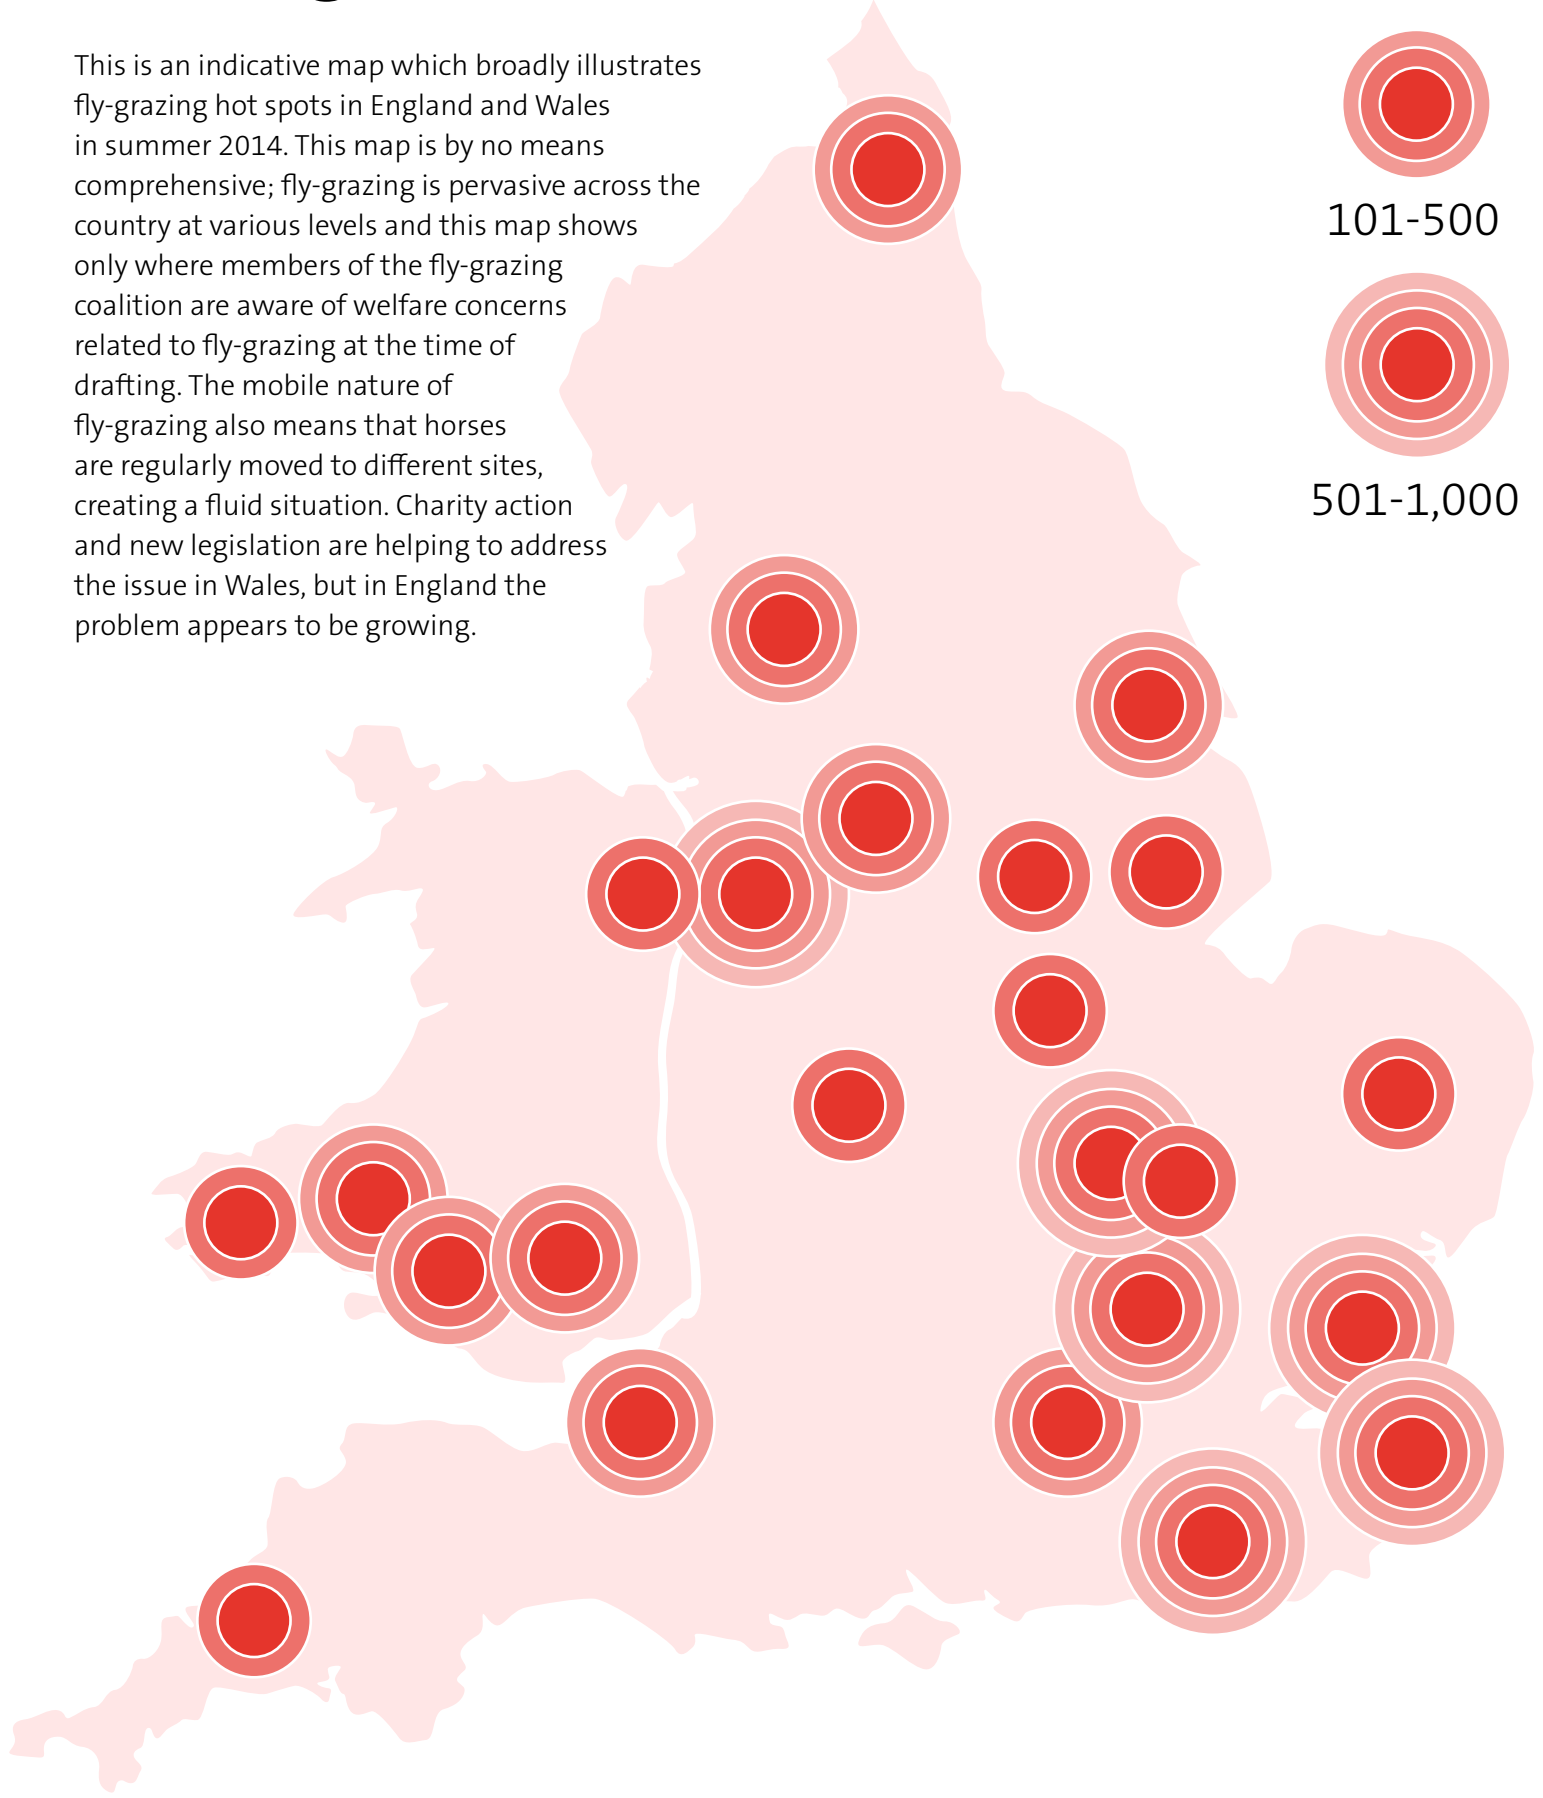 This is an indicative map which broadly illustrates
fly-grazing hot spots in England and Wales
in summer 2014. This map is by no means
comprehensive; fly-grazing is pervasive across the
country at various levels and this map shows
only where members of the fly-grazing
coalition are aware of welfare concerns
related to fly-grazing at the time of
drafting. The mobile nature of
fly-grazing also means that horses
are regularly moved to different sites,
creating a fluid situation. Charity action
and new legislation are helping to address
the issue in Wales, but in England the
problem appears to be growing.
101-500
501-1,000